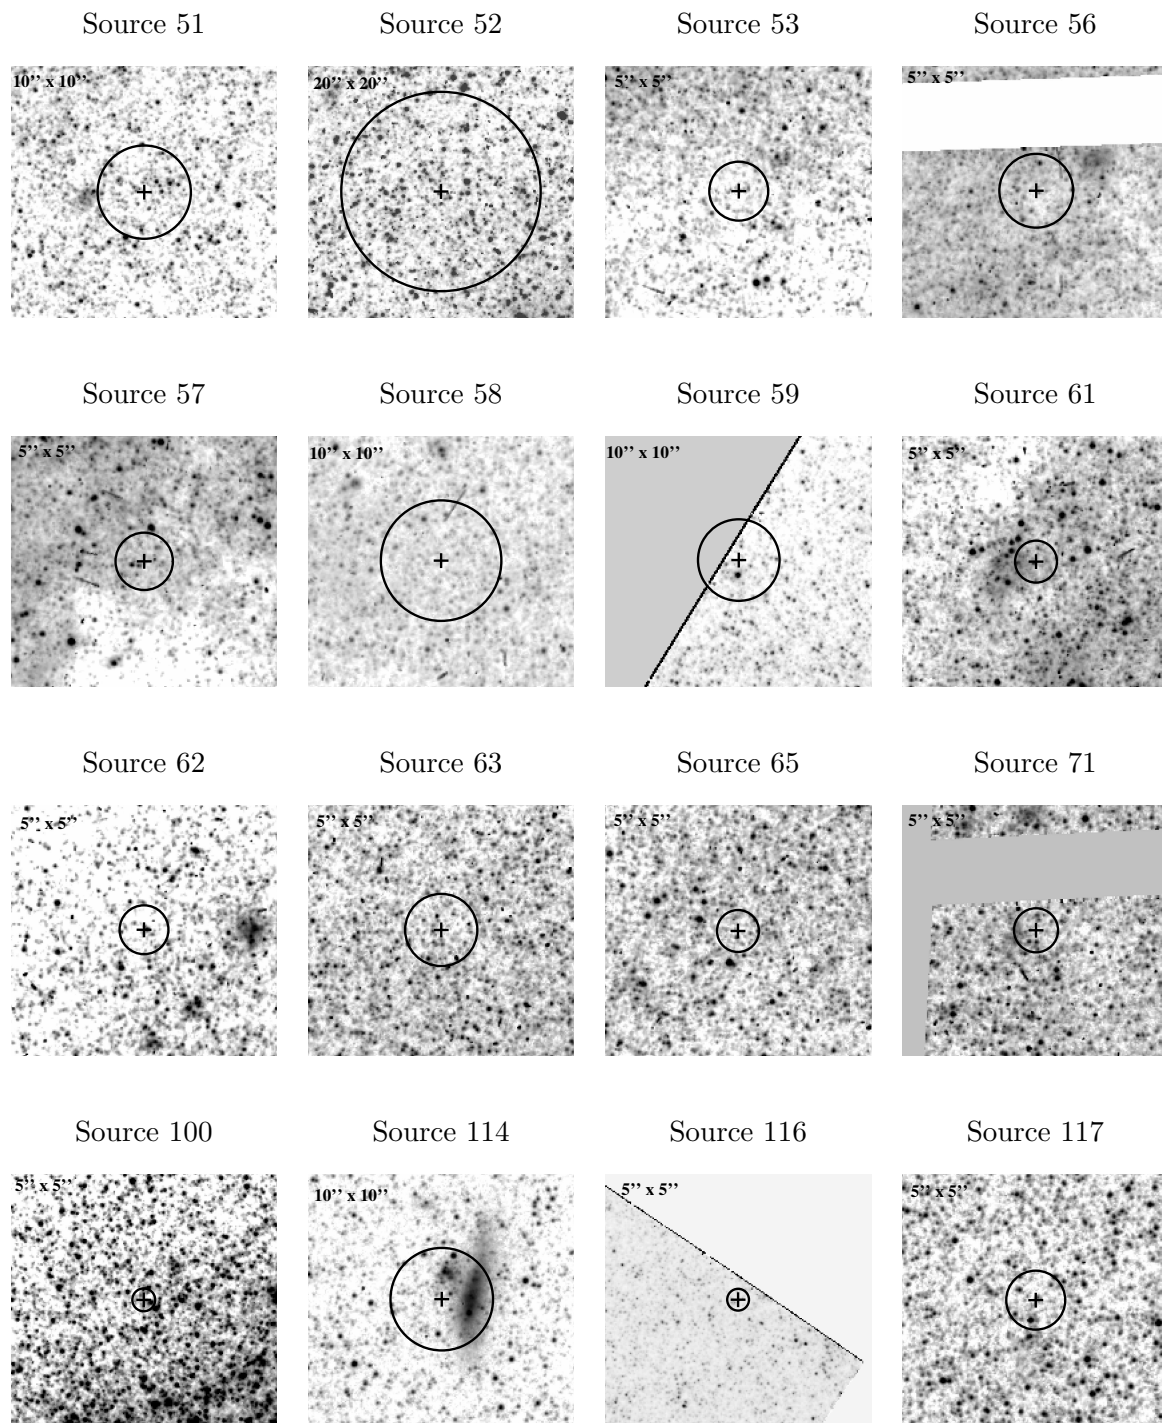 Source 51 Source 52 Source 53 Source 56
10’’ x 10’’ 20’’ x 20’’ 5’’ x 5’’ 5’’ x 5’’
Source 57 Source 58 Source 59 Source 61
5’’ x 5’’ 10’’ x 10’’ 10’’ x 10’’ 5’’ x 5’’
Source 62 Source 63 Source 65 Source 71
5’’ x 5’’ 5’’ x 5’’ 5’’ x 5’’ 5’’ x 5’’
Source 100 Source 114 Source 116 Source 117
5’’ x 5’’ 10’’ x 10’’ 5’’ x 5’’ 5’’ x 5’’